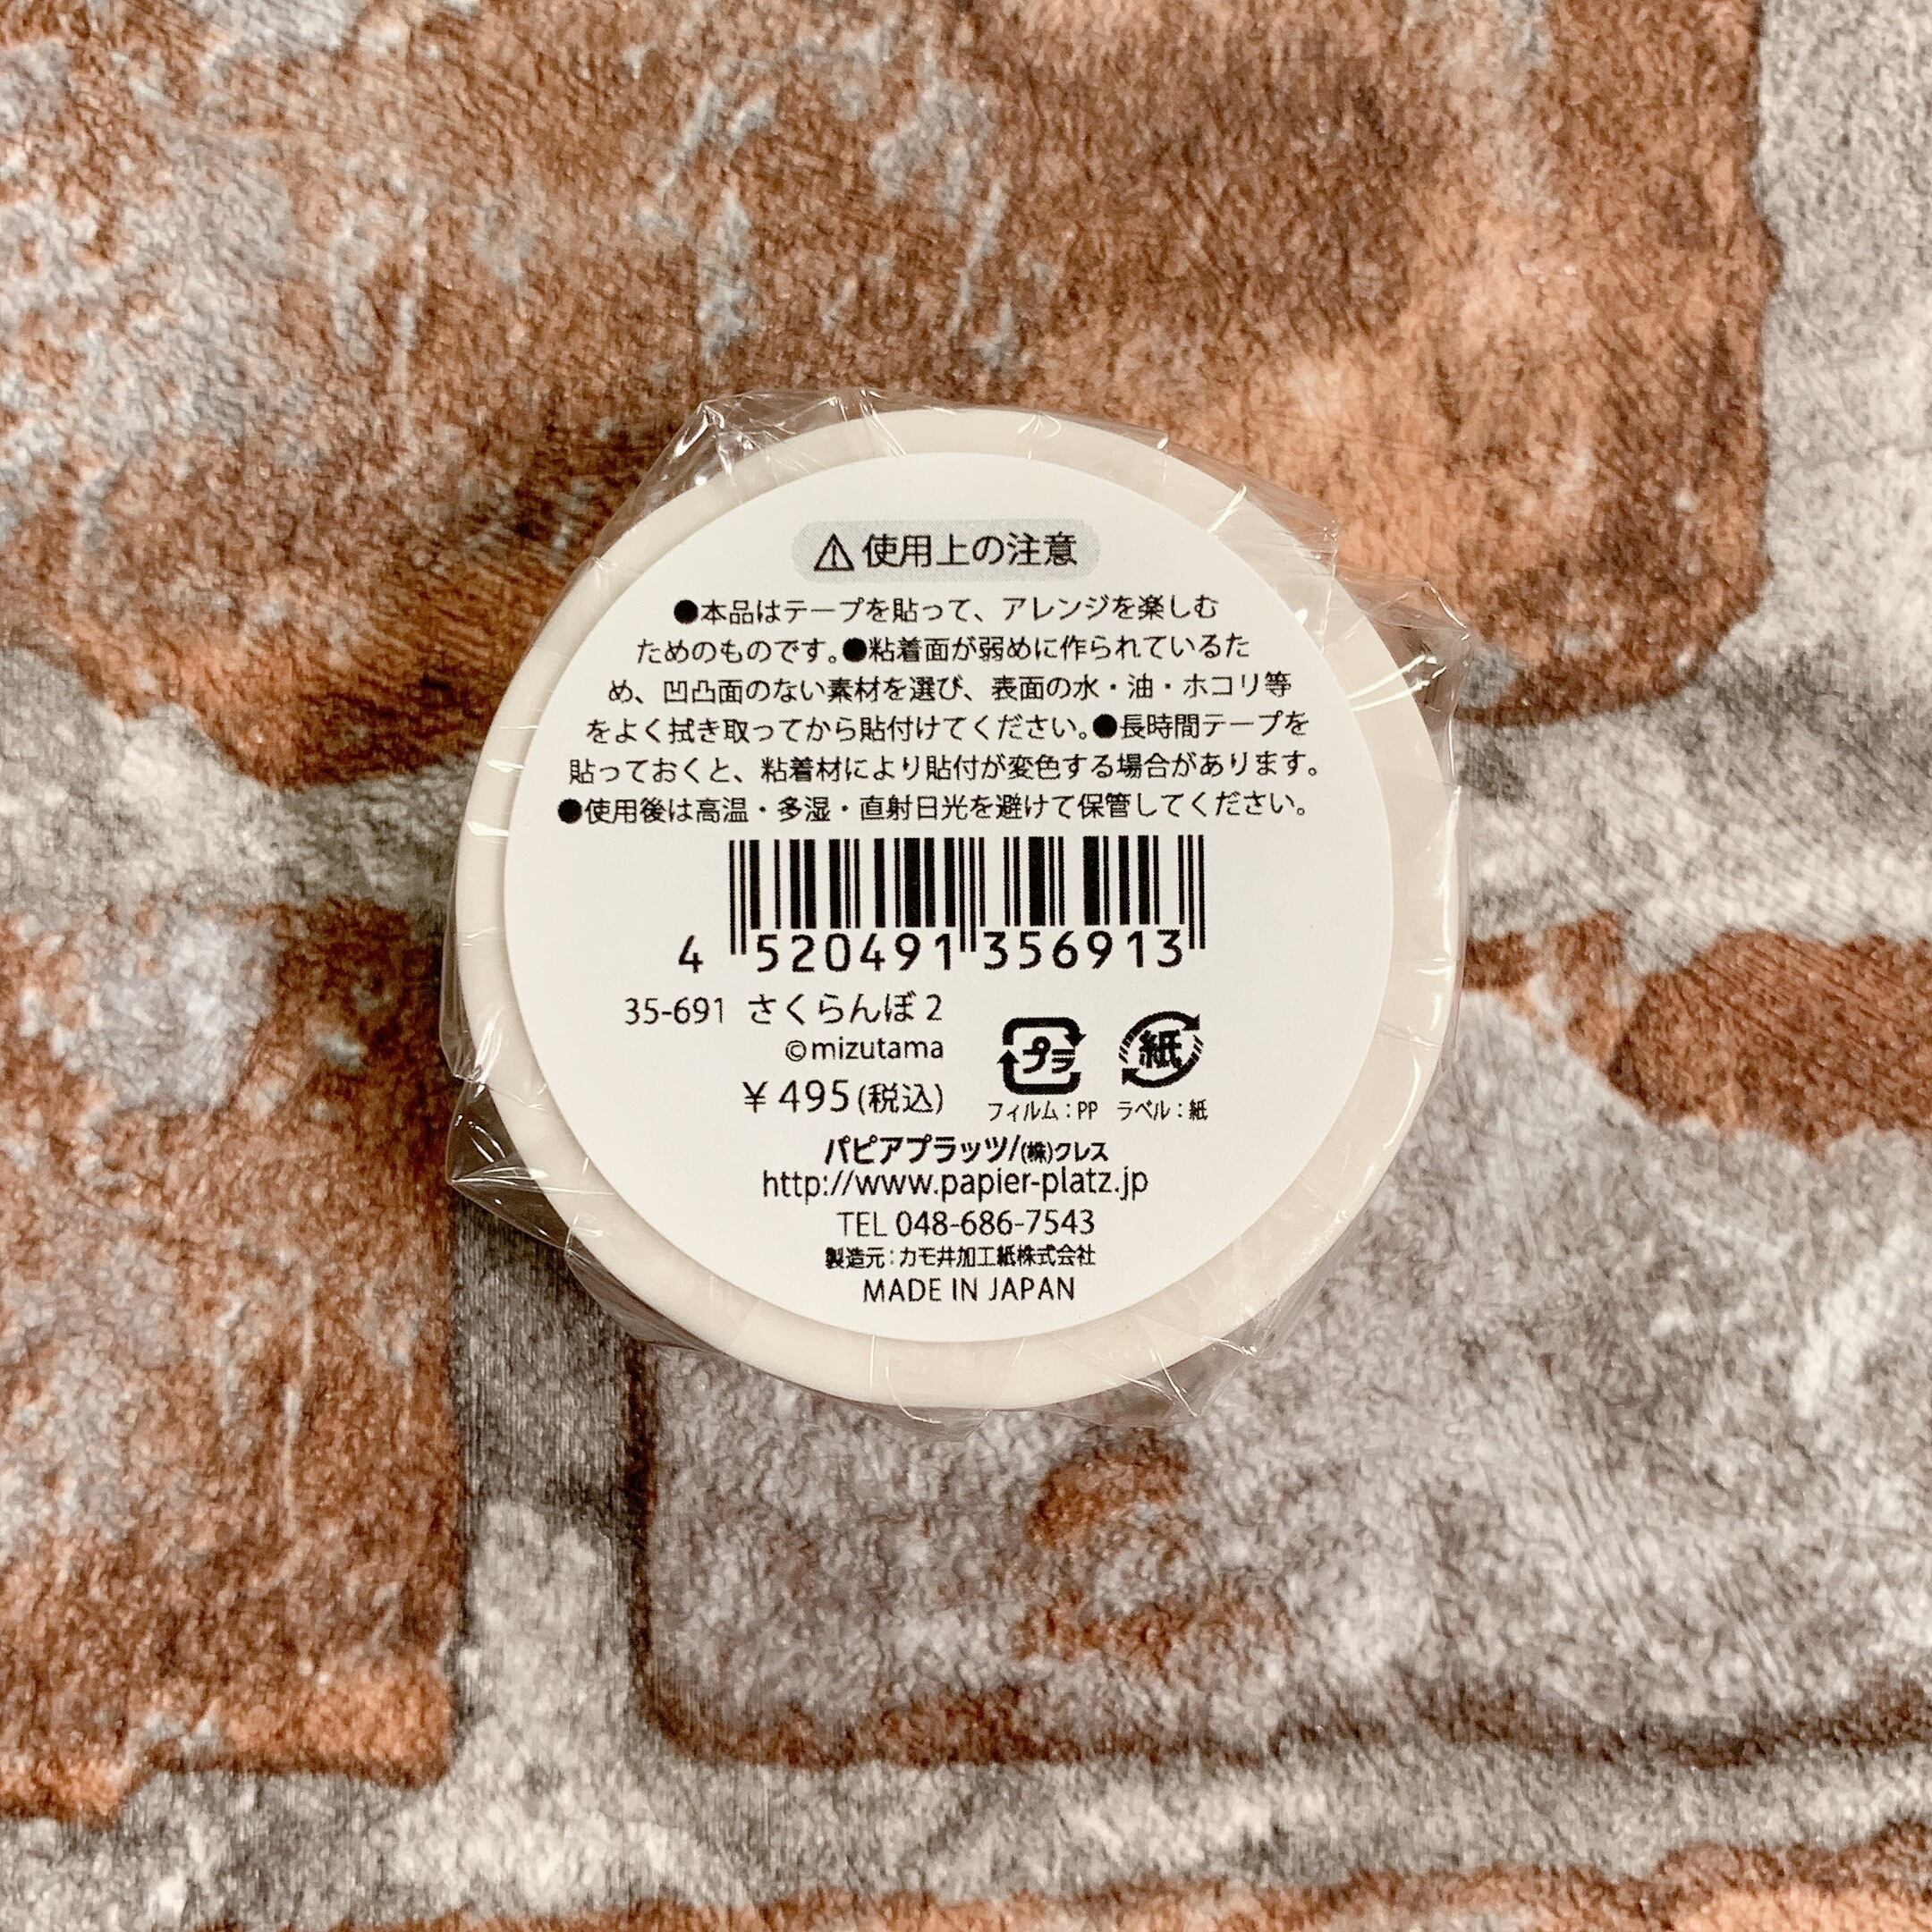 ⚠使用上の注意
●本品はテープを貼って、アレンジを楽しむ
ためのものです。●粘着面が弱めに作られているた
め、凹凸面のない素材を選び、表面の水・油・ホコリ等
をよく拭き取ってから貼付けてください。●長時間テープを
貼っておくと、粘着材により貼付が変色する場合があります。
●使用後は高温・多湿・直射日光を避けて保管してください。
4 520491 356913
35-691 さくらんぼ2
©mizutama
¥495(税込)
プラ 紙
フィルム:PP ラベル:紙
パピアプラッツ/(株)クレス
http://www.papier-platz.jp
TEL 048-686-7543
製造元:カモ井加工紙株式会社
MADE IN JAPAN